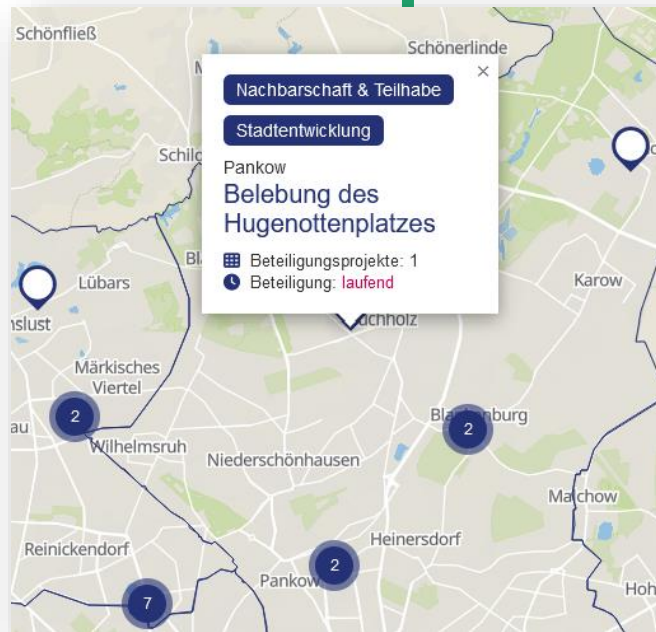 Schönfließ
Schönerlinde
×
Nachbarschaft & Teilhabe
Stadtentwicklung
Pankow
Belebung des
Hugenottenplatzes
Beteiligungsprojekte: 1
Beteiligung: laufend
Lübars
Karow
Märkisches
Viertel
2
Wilhelmsruh
2
Niederschönhausen
Heinersdorf
Reinickendorf
2
Pankow
7